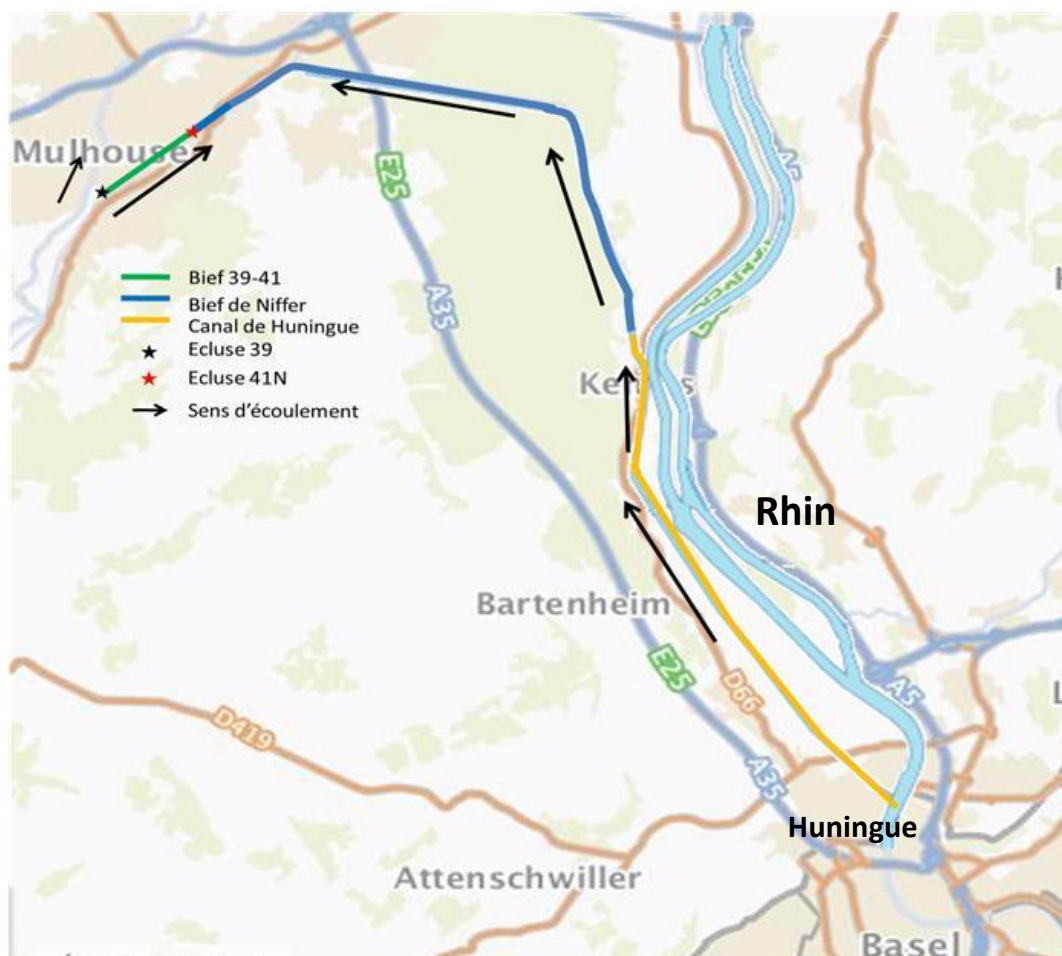 Mulhouse
E25
A5
Bief 39-41
Bief de Niffer
Canal de Huningue
Ecluse 39
Ecluse 41N
Sens d'écoulement
A35
Rhin
Bartenheim
E25
D66
A5
D419
A35
Huningue
Attenschwiller
Basel